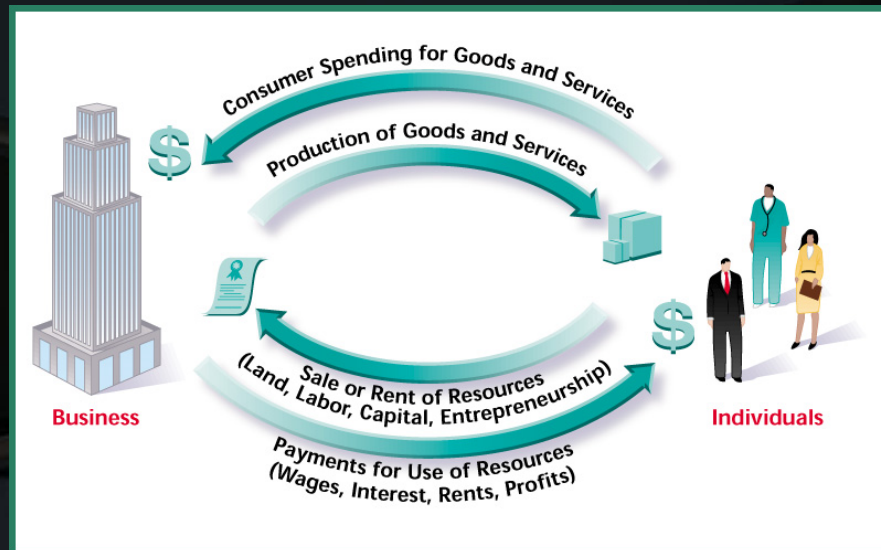 Consumer Spending for Goods and Services
$
Production of Goods and Services
$
Sale or Rent of Resources
(Land, Labor, Capital, Entrepreneurship)
Business
Individuals
Payments for Use of Resources
(Wages, Interest, Rents, Profits)